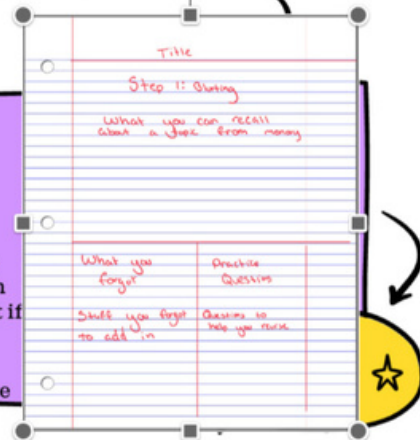 Title
Step 1: Blurting
What you can recall
about a topic from memory
What you
forgot
Practice
Question
Stuff you forgot
to add in
Questions to
help you revise
n
t if
e